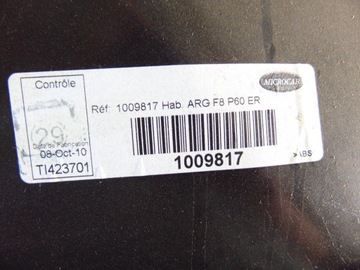 Contrôle
MICROCAR
Réf: 1009817 Hab. ARG F8 P60 ER
29
Date de Fabrication
08-Oct-10
TI423701
1009817
>ABS